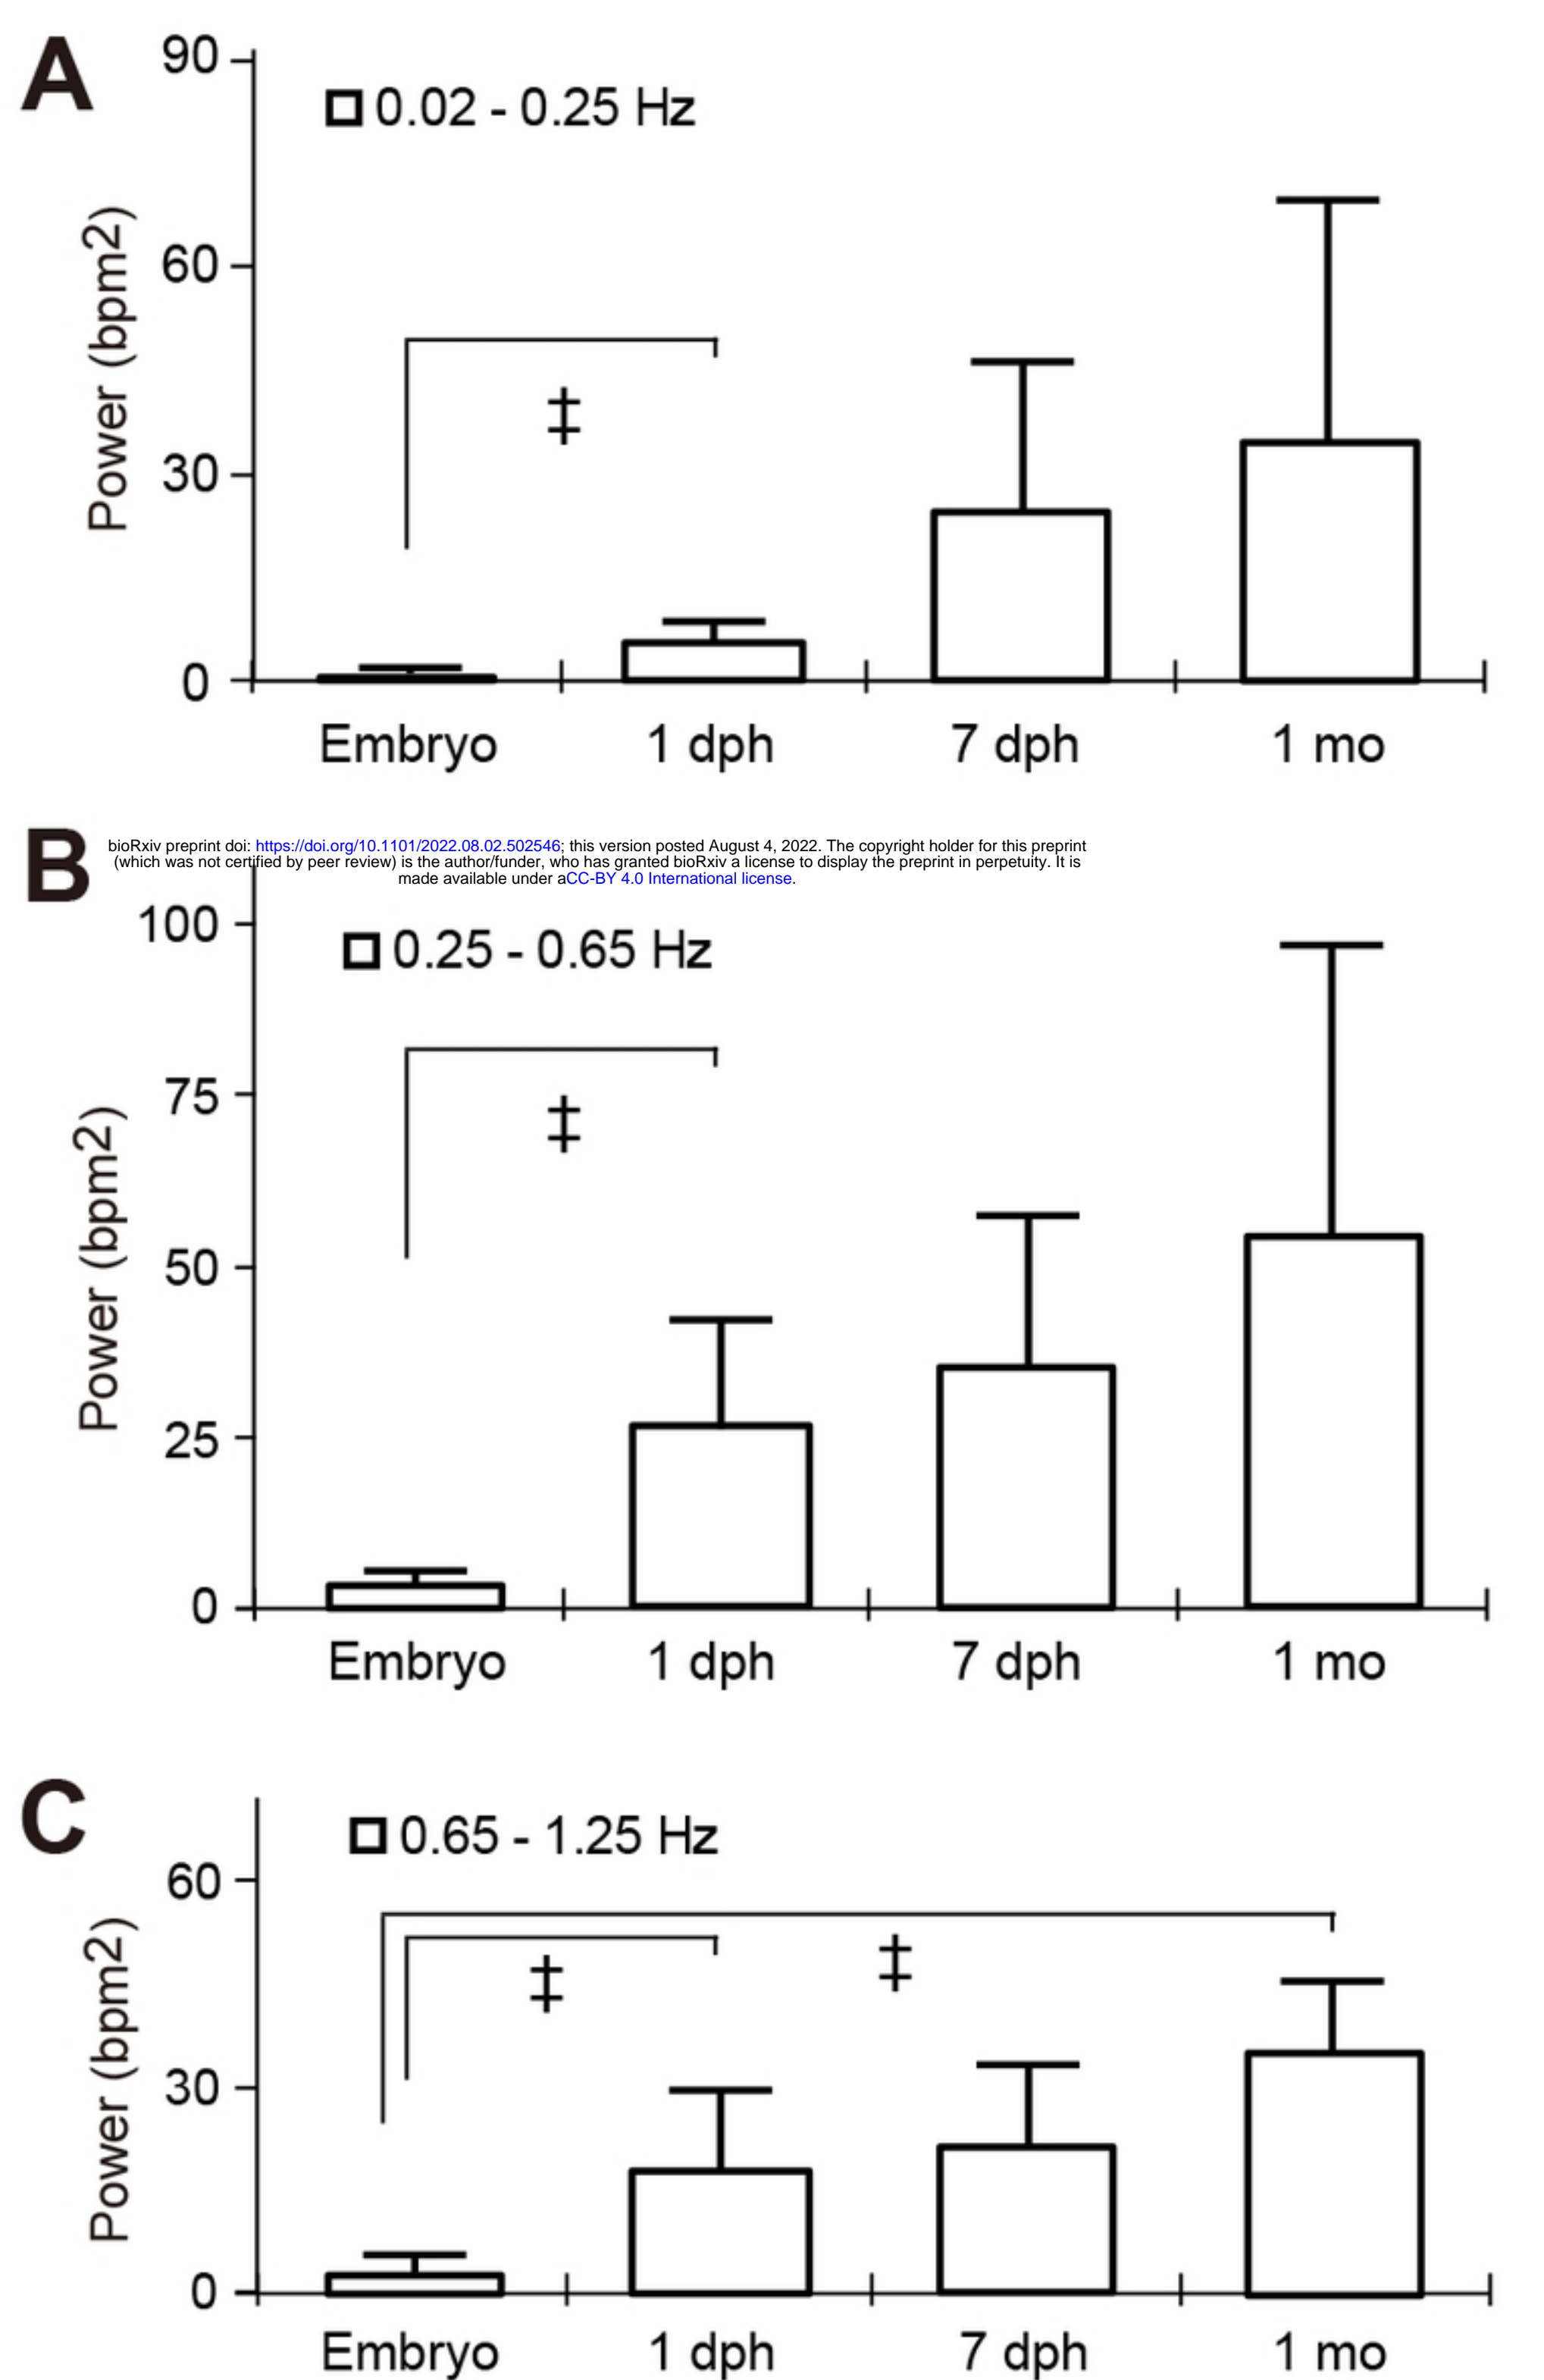 A
90
0.02 - 0.25 Hz
60
Power (bpm2)
‡
30
0
Embryo 1 dph 7 dph 1 mo
B
bioRxiv preprint doi: https://doi.org/10.1101/2022.08.02.502546; this version posted August 4, 2022. The copyright holder for this preprint
(which was not certified by peer review) is the author/funder, who has granted bioRxiv a license to display the preprint in perpetuity. It is
made available under aCC-BY 4.0 International license.
100
0.25 - 0.65 Hz
75
‡
Power (bpm2)
50
25
0
Embryo 1 dph 7 dph 1 mo
C
0.65 - 1.25 Hz
60
‡ ‡
Power (bpm2)
30
0
Embryo 1 dph 7 dph 1 mo